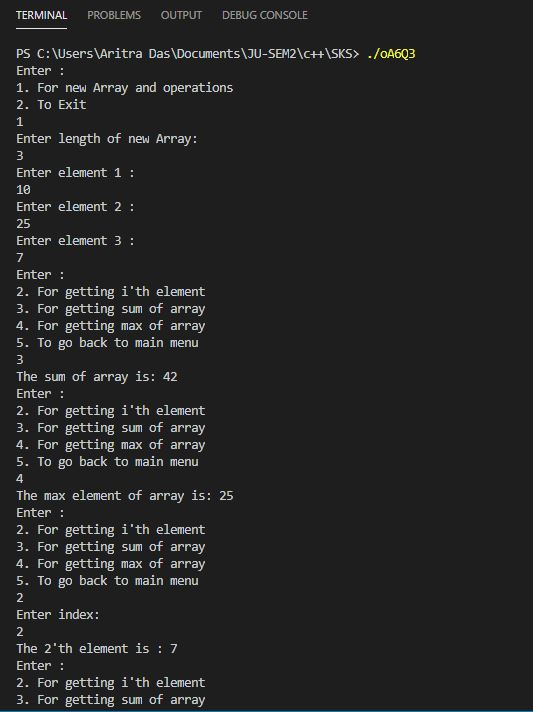 TERMINAL PROBLEMS OUTPUT DEBUG CONSOLE
PS C:\Users\Aritra Das\Documents\JU-SEM2\c++\SKS> ./oA6Q3
Enter :
1. For new Array and operations
2. To Exit
1
Enter length of new Array:
3
Enter element 1 :
10
Enter element 2 :
25
Enter element 3 :
7
Enter :
2. For getting i'th element
3. For getting sum of array
4. For getting max of array
5. To go back to main menu
3
The sum of array is: 42
Enter :
2. For getting i'th element
3. For getting sum of array
4. For getting max of array
5. To go back to main menu
4
The max element of array is: 25
Enter :
2. For getting i'th element
3. For getting sum of array
4. For getting max of array
5. To go back to main menu
2
Enter index:
2
The 2'th element is : 7
Enter :
2. For getting i'th element
3. For getting sum of array